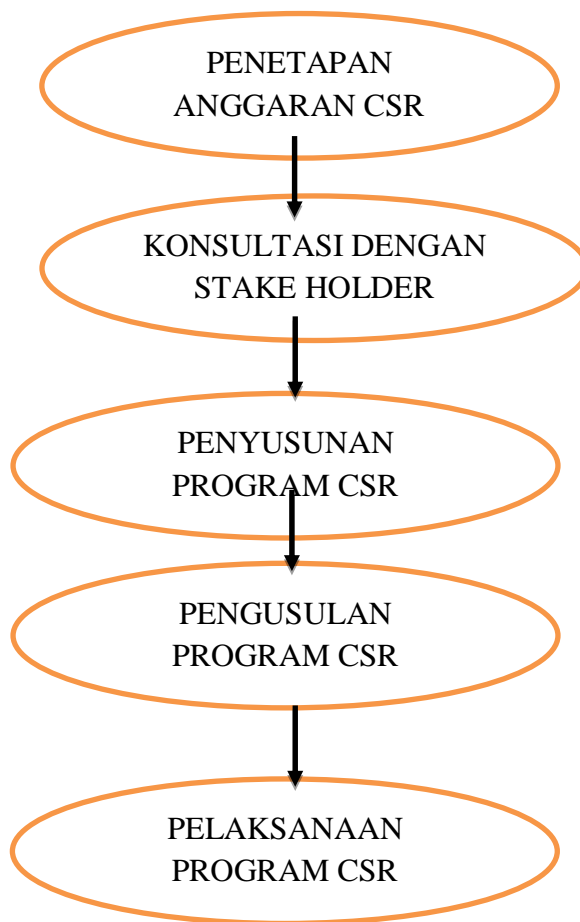 PENETAPAN
ANGGARAN CSR
KONSULTASI DENGAN
STAKE HOLDER
PENYUSUNAN
PROGRAM CSR
PENGUSULAN
PROGRAM CSR
PELAKSANAAN
PROGRAM CSR